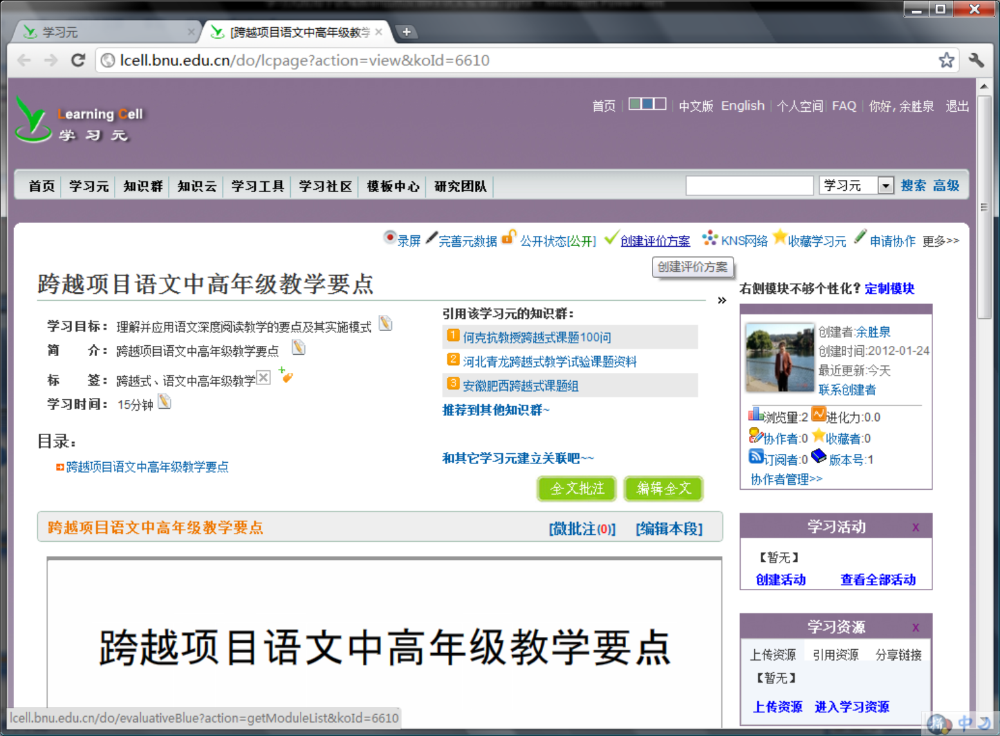 学习元
[跨越项目语文中高年级教学
lcell.bnu.edu.cn/do/lcpage?action=view&koId=6610
首页 中文版 English 个人空间 FAQ 你好,余胜泉 退出
Learning Cell
学 习 元
首页 学习元 知识群 知识云 学习工具 学习社区 模板中心 研究团队 学习元 搜索 高级
录屏 完善元数据 公开状态[公开] 创建评价方案 KNS网络 收藏学习元 申请协作 更多>>
创建评价方案
跨越项目语文中高年级教学要点
»
学习目标：理解并应用语文深度阅读教学的要点及其实施模式
简 介：跨越项目语文中高年级教学要点
标 签：跨越式、语文中高年级教学
学习时间：15分钟
引用该学习元的知识群：
1 何克抗教授跨越式课题100问
2 河北青龙跨越式教学试验课题资料
3 安徽肥西跨越式课题组
推荐到其他知识群~
和其它学习元建立关联吧~~
目录：
跨越项目语文中高年级教学要点
全文批注 编辑全文
跨越项目语文中高年级教学要点 [微批注(0)] [编辑本段]
跨越项目语文中高年级教学要点
右侧模块不够个性化？定制模块
创建者:余胜泉
创建时间:2012-01-24
最近更新:今天
联系创建者
浏览量:2 进化力:0.0
协作者:0 收藏者:0
订阅者:0 版本号:1
协作者管理>>
学习活动 x
【暂无】
创建活动 查看全部活动
学习资源 x
上传资源 引用资源 分享链接
【暂无】
上传资源 进入学习资源
lcell.bnu.edu.cn/do/evaluativeBlue?action=getModuleList&koId=6610
中